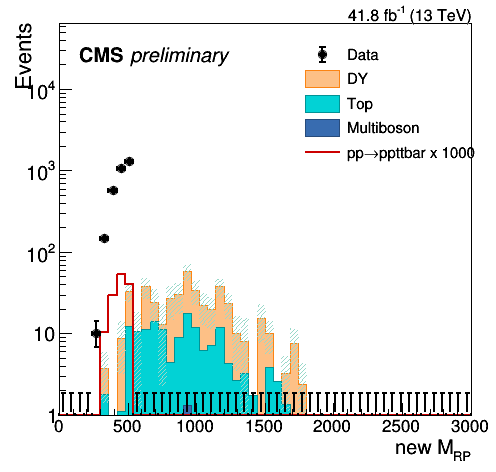 41.8 fb⁻¹ (13 TeV)
Events
CMS preliminary
Data
DY
Top
Multiboson
pp→ppttbar x 1000
10⁴
10³
10²
10
1
0 500 1000 1500 2000 2500 3000
new M_RP